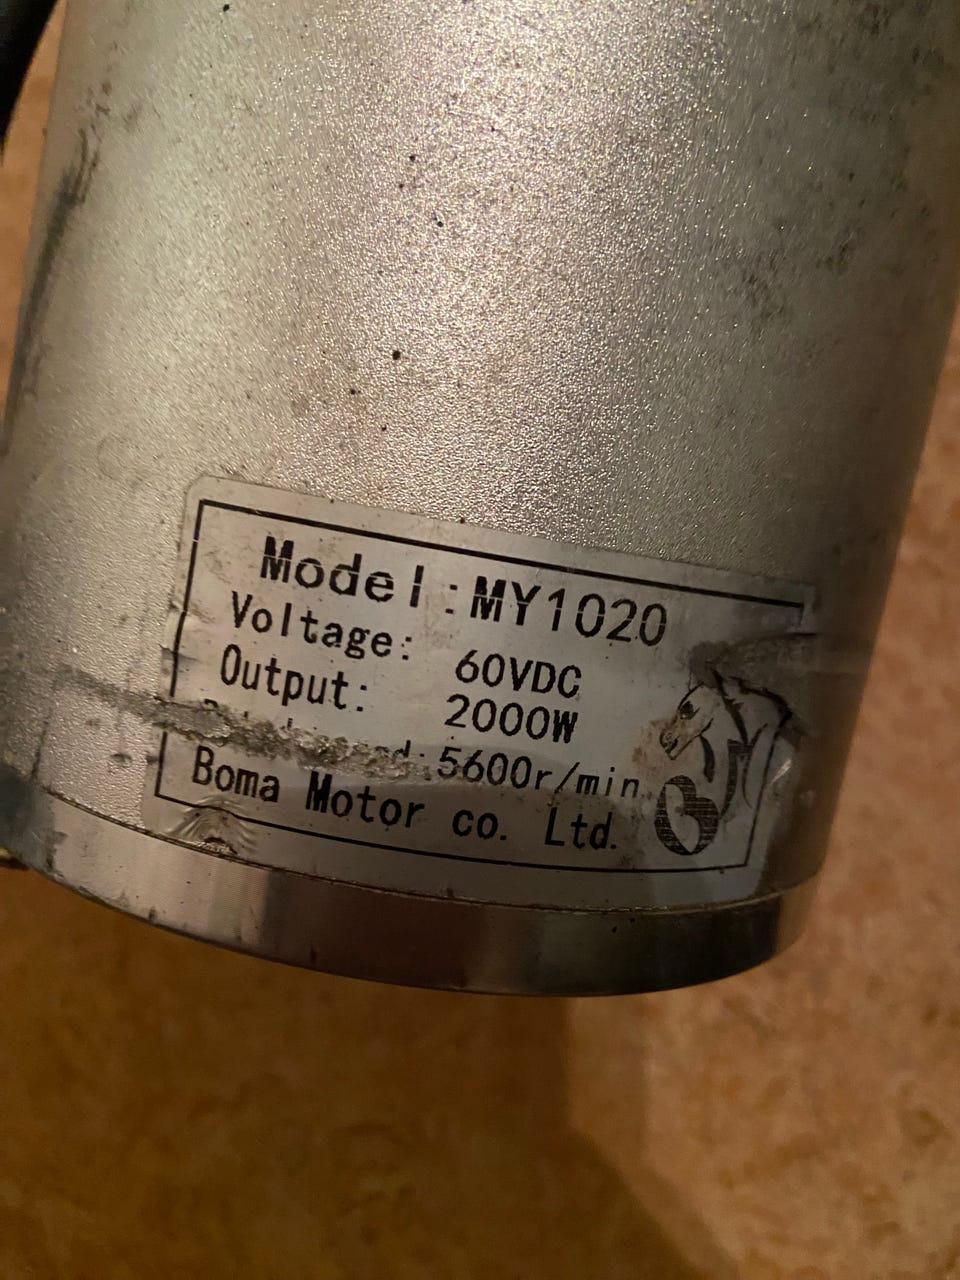 Model:MY1020
Voltage: 60VDC
Output: 2000W
5600r/min
Boma Motor co. Ltd.